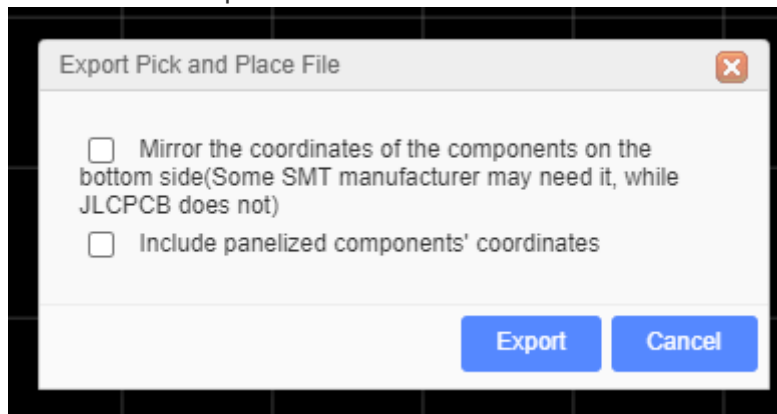 Export Pick and Place File
Mirror the coordinates of the components on the
bottom side(Some SMT manufacturer may need it, while
JLCPCB does not)
Include panelized components' coordinates
Export Cancel